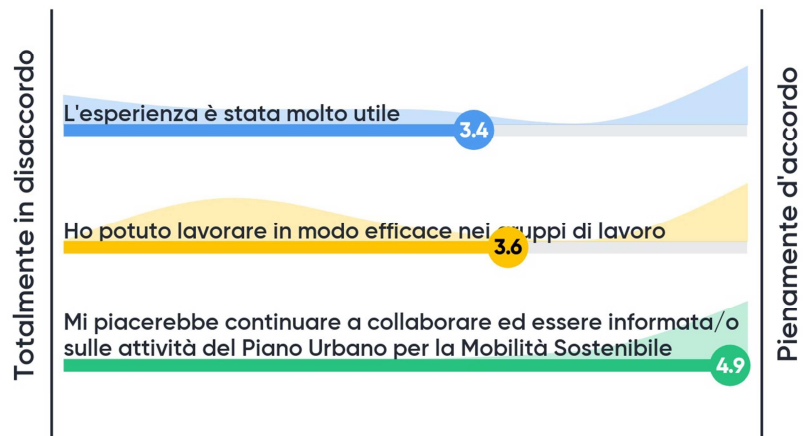 Totalmente in disaccordo
L'esperienza è stata molto utile
3.4
Ho potuto lavorare in modo efficace nei gruppi di lavoro
3.6
Mi piacerebbe continuare a collaborare ed essere informata/o
sulle attività del Piano Urbano per la Mobilità Sostenibile
4.9
Pienamente d'accordo